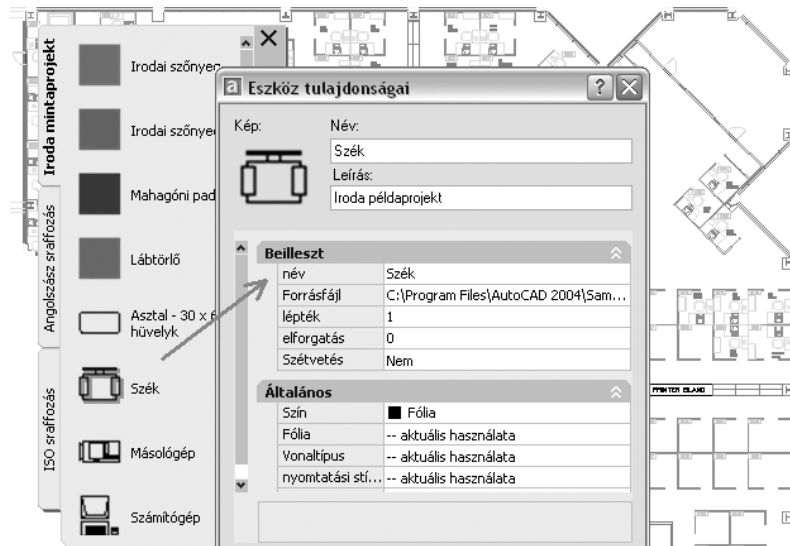 Iroda mintaprojekt
Angolszász sraffozás
ISO sraffozás
Irodai szőnyeg
Irodai szőnye
Mahagóni pad
Lábtörlő
Asztal - 30 x 6
hüvelyk
Szék
Másológép
Számítógép
Eszköz tulajdonságai
Kép:
Név:
Szék
Leírás:
Iroda példaprojekt
Beilleszt
név Szék
Forrásfájl C:\Program Files\AutoCAD 2004\Sam...
lépték 1
elforgatás 0
Szétvetés Nem
Általános
Szín Fólia
Fólia -- aktuális használata
Vonaltípus -- aktuális használata
nyomtatási stí... -- aktuális használata
PRINTER ISLAND